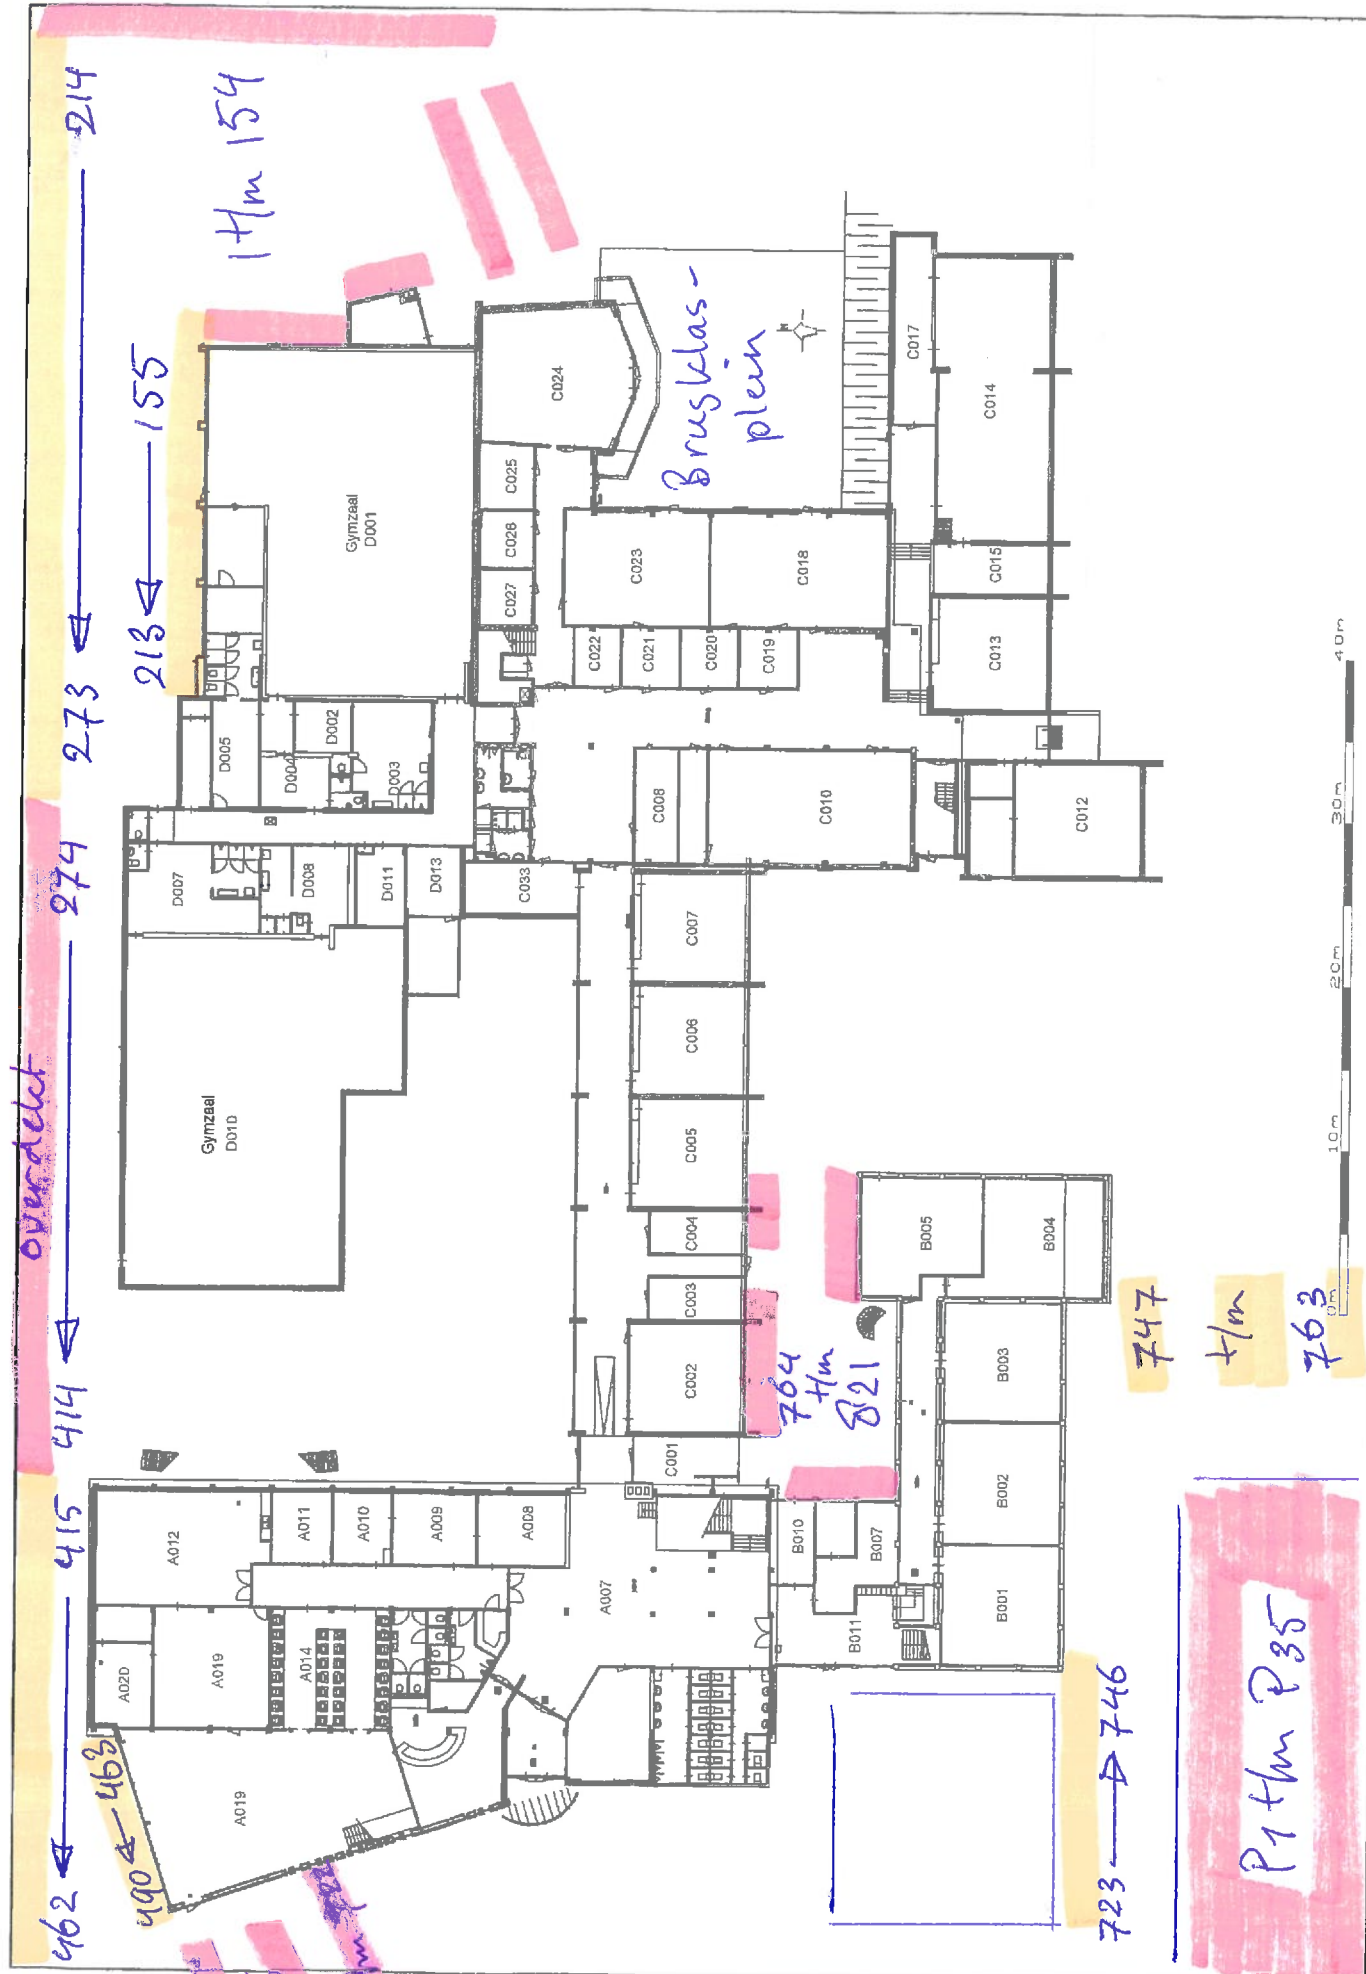 overdekt
462 ← 415
414 ← 274
273 ← 214
490 ← 463
213 ← 155
1 t/m 154
A020
A019
A012
A011
A010
A009
A008
A014
A019
A007
Gymzaal
D010
D007
D008
D011
D013
D005
D004
D002
D003
Gymzaal
D001
C033
C027
C026
C025
C024
C022
C021
C020
C019
C023
C018
Brugklas-
plein
N
C001
C002
C003
C004
C005
C006
C007
C008
C010
C012
C013
C015
C014
C017
764
t/m
821
B010
B007
B011
B001
B002
B003
B005
B004
723 → 746
747
t/m
763
P1 t/m P35
0m
10m
20m
30m
40m